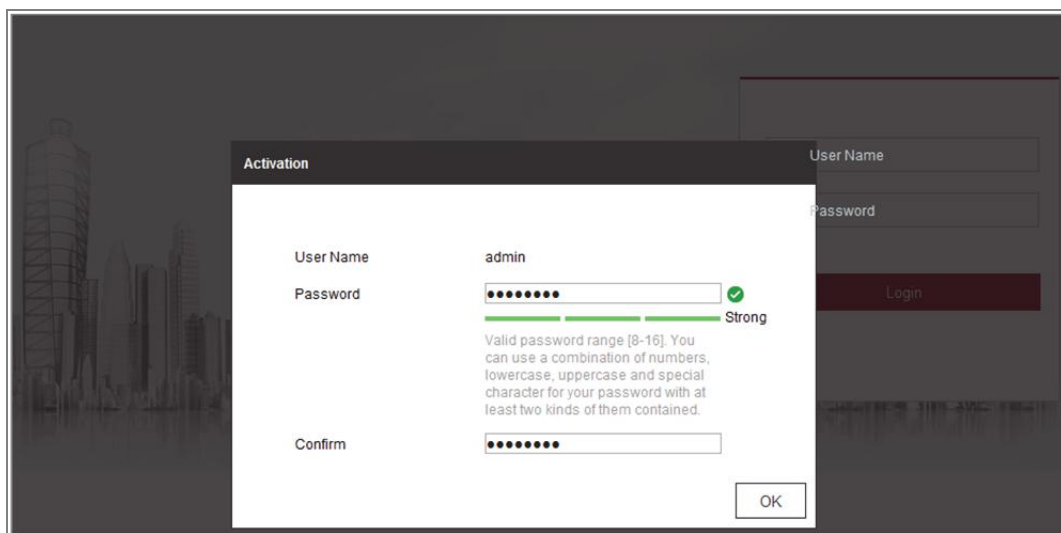 Activation
User Name
Password
Login
User Name admin
Password ●●●●●●●●
Strong
Valid password range [8-16]. You
can use a combination of numbers,
lowercase, uppercase and special
character for your password with at
least two kinds of them contained.
Confirm ●●●●●●●●
OK